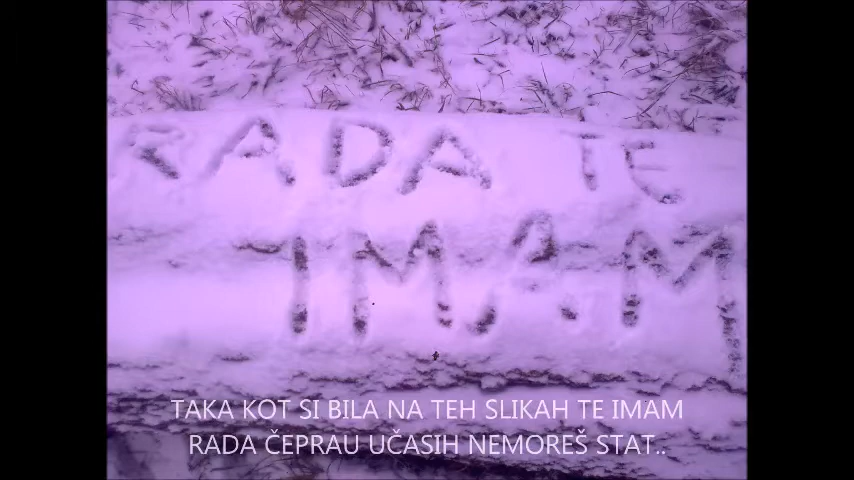 RADA TE
IMAM
TAKA KOT SI BILA NA TEH SLIKAH TE IMAM
RADA ČEPRAU UČASIH NEMOREŠ STAT..